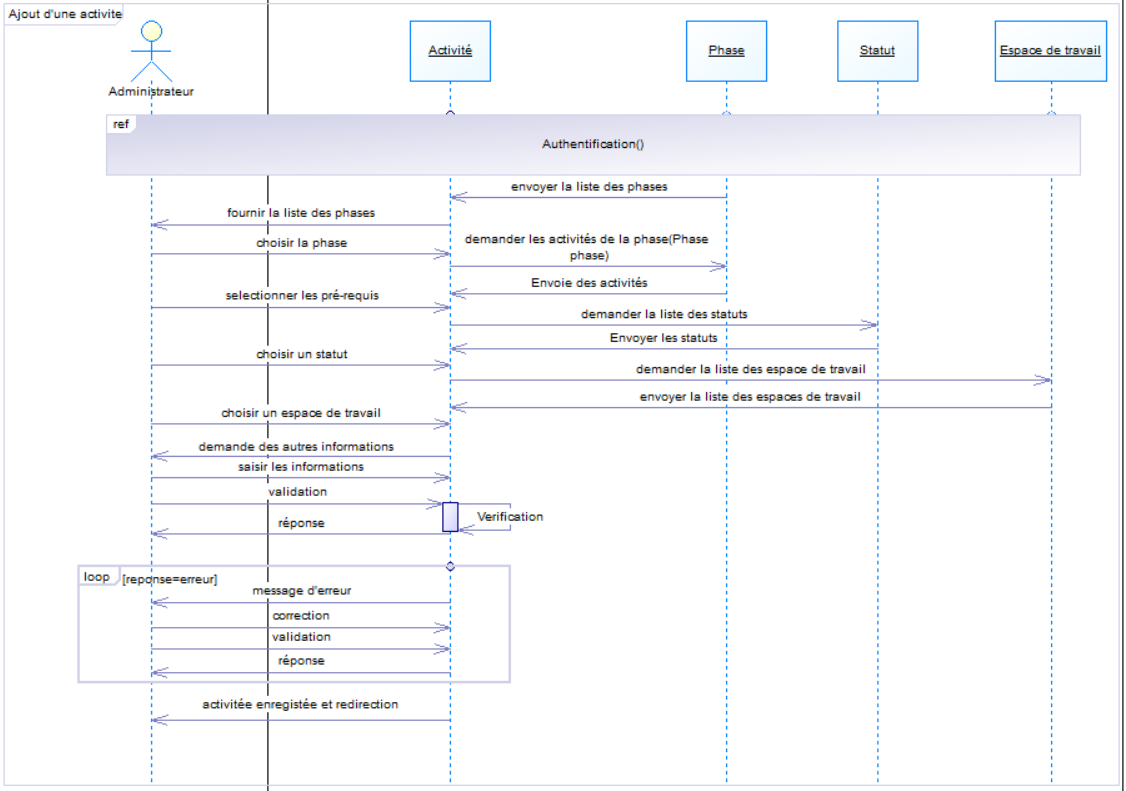 Ajout d'une activite
Administrateur
Activité
Phase
Statut
Espace de travail
ref
Authentification()
envoyer la liste des phases
fournir la liste des phases
choisir la phase
demander les activités de la phase(Phase
phase)
Envoie des activités
selectionner les pré-requis
demander la liste des statuts
Envoyer les statuts
choisir un statut
demander la liste des espace de travail
envoyer la liste des espaces de travail
choisir un espace de travail
demande des autres informations
saisir les informations
validation
Verification
réponse
loop
[reponse=erreur]
message d'erreur
correction
validation
réponse
activitée enregistée et redirection